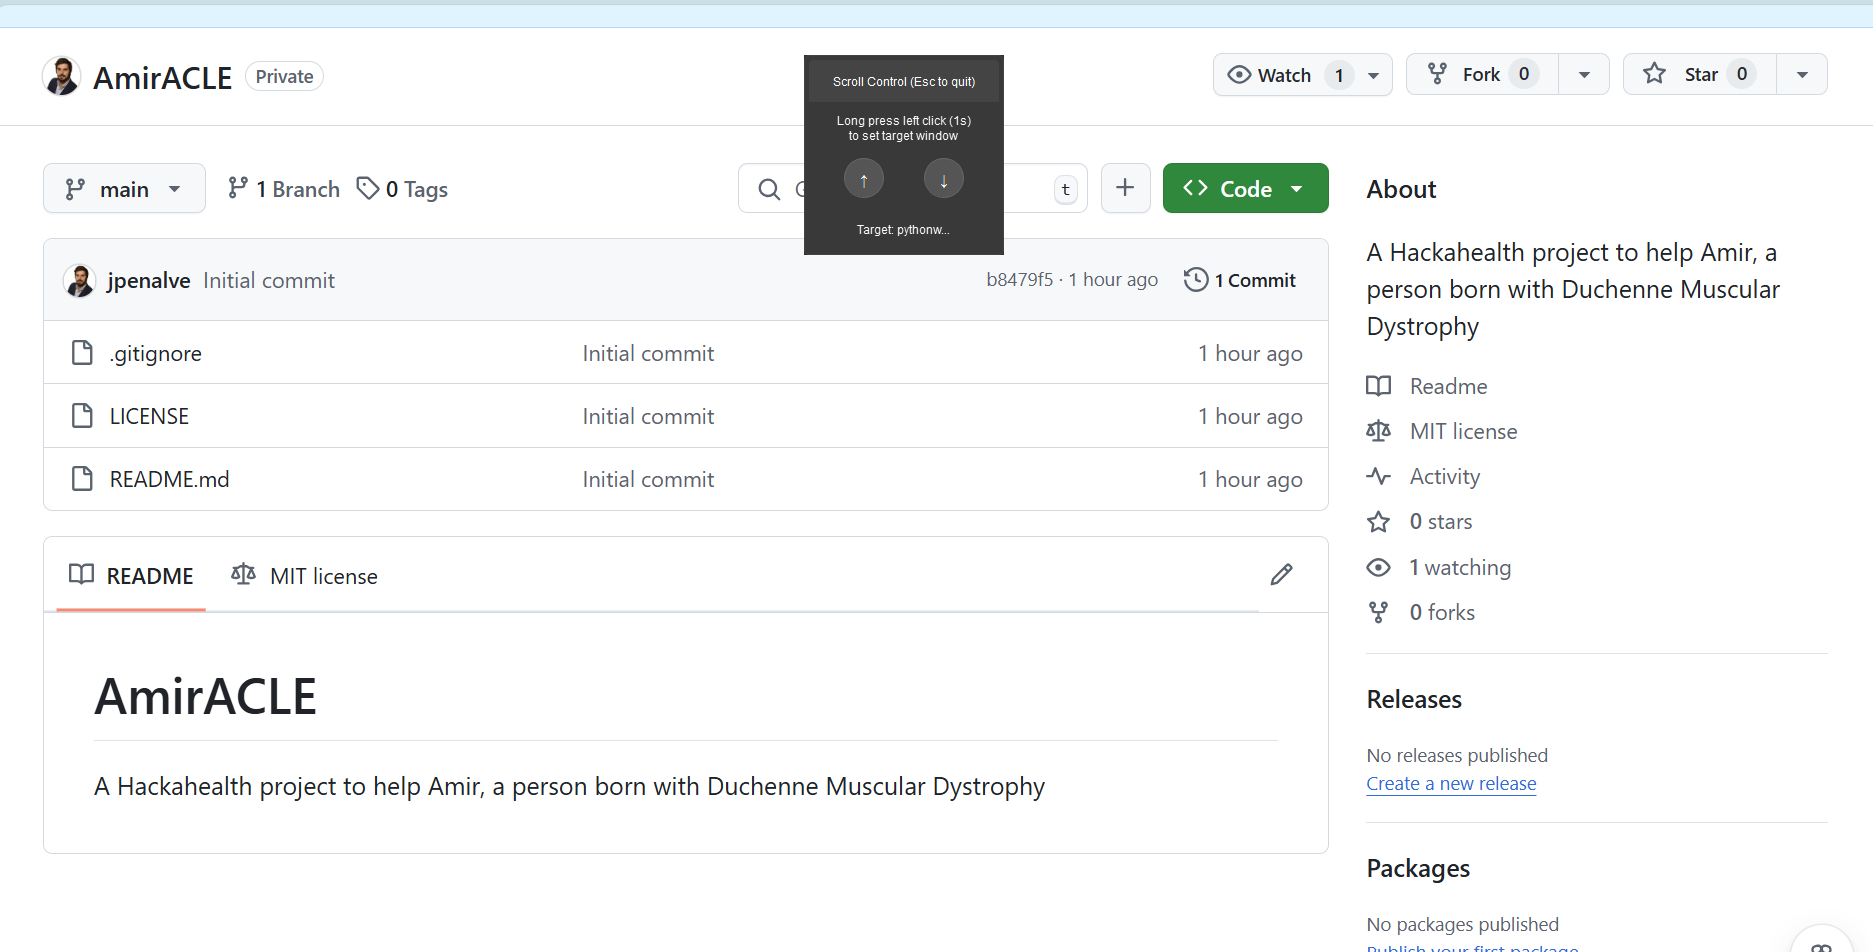 AmirACLE Private
Watch 1
Fork 0
Star 0
Scroll Control (Esc to quit)
Long press left click (1s)
to set target window
↑ ↓
Target: pythonw...
main
1 Branch
0 Tags
t
Code
jpenalve Initial commit
b8479f5 · 1 hour ago
1 Commit
.gitignore Initial commit 1 hour ago
LICENSE Initial commit 1 hour ago
README.md Initial commit 1 hour ago
README
MIT license
AmirACLE
A Hackahealth project to help Amir, a person born with Duchenne Muscular Dystrophy
About
A Hackahealth project to help Amir, a
person born with Duchenne Muscular
Dystrophy
Readme
MIT license
Activity
0 stars
1 watching
0 forks
Releases
No releases published
Create a new release
Packages
No packages published
Publish your first package